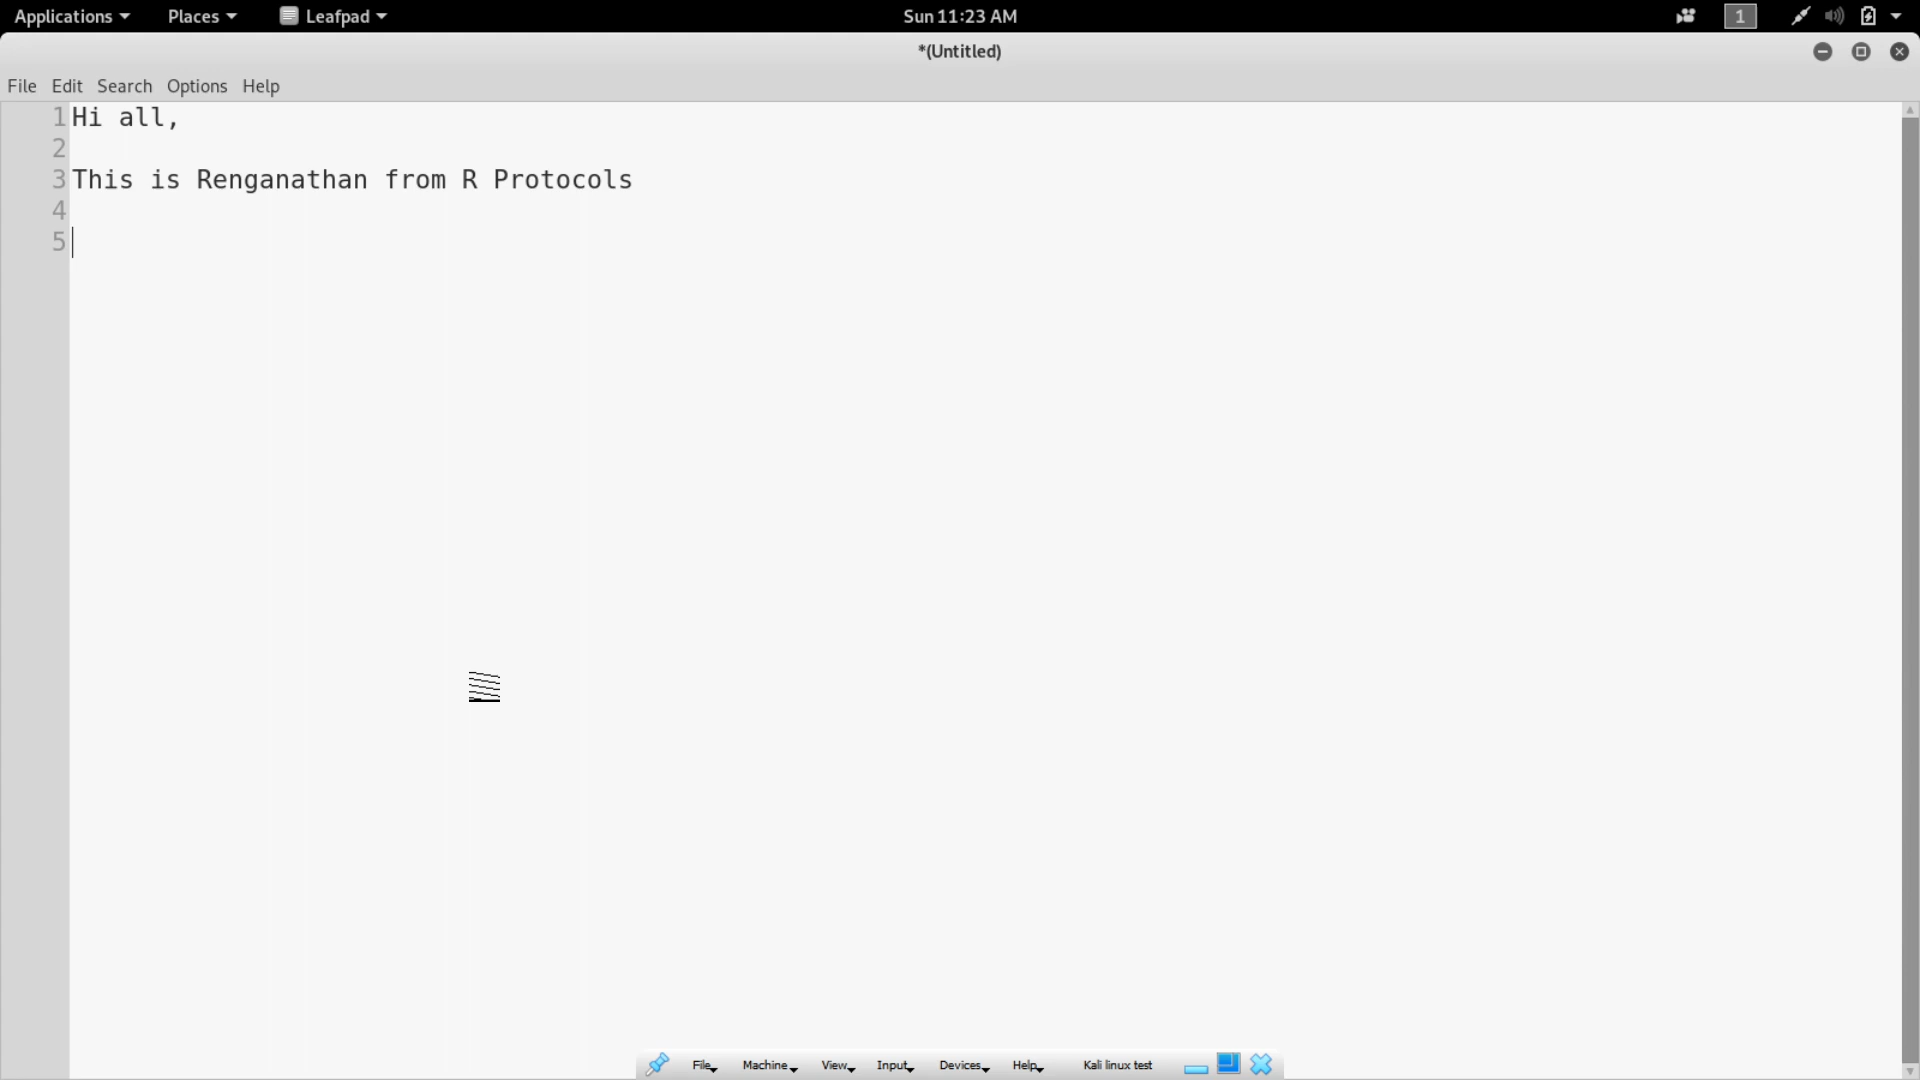 Applications Places Leafpad Sun 11:23 AM 1
*(Untitled)
File Edit Search Options Help
1 Hi all,
2
3 This is Renganathan from R Protocols
4
5
File Machine View Input Devices Help Kali linux test